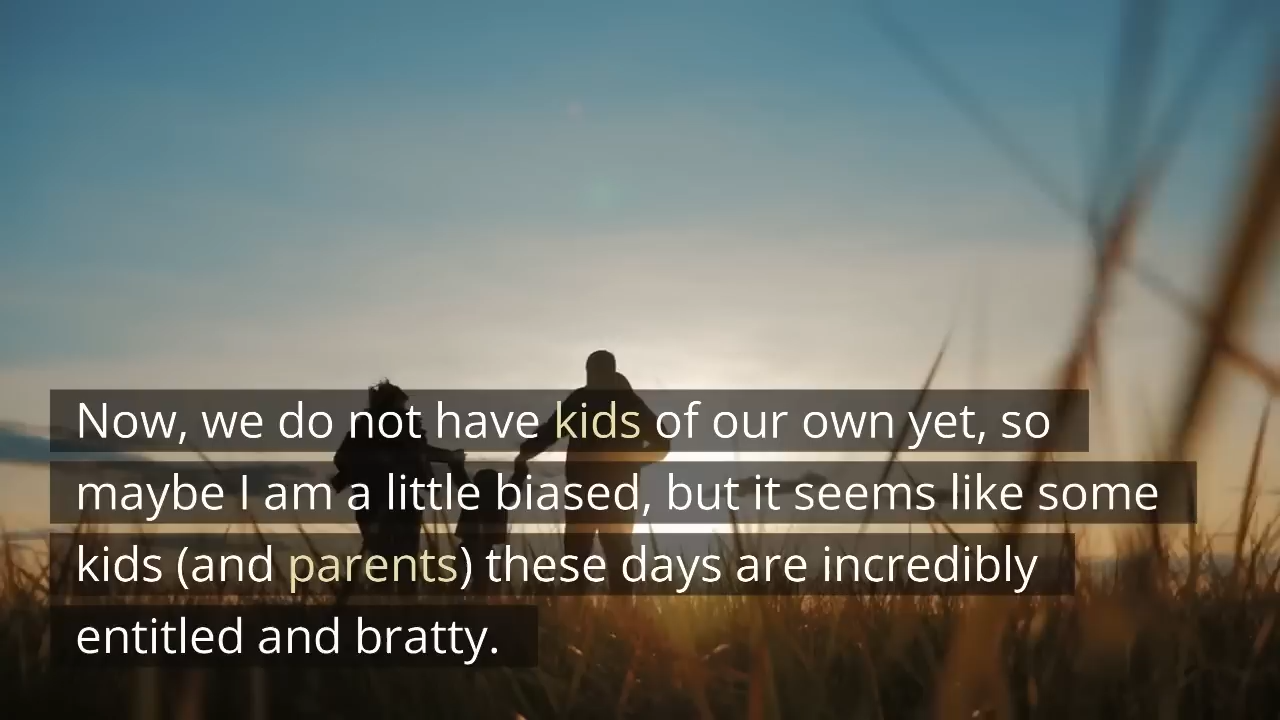 Now, we do not have kids of our own yet, so
maybe I am a little biased, but it seems like some
kids (and parents) these days are incredibly
entitled and bratty.